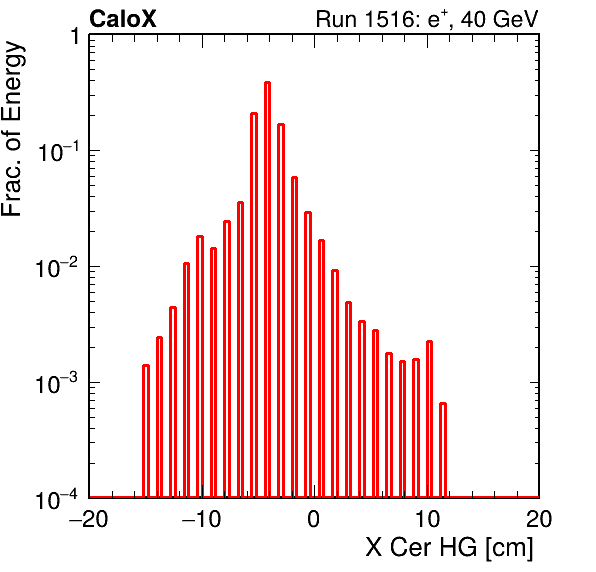 CaloX
Run 1516: e⁺, 40 GeV
Frac. of Energy
1
10⁻¹
10⁻²
10⁻³
10⁻⁴
−20
−10
0
10
20
X Cer HG [cm]